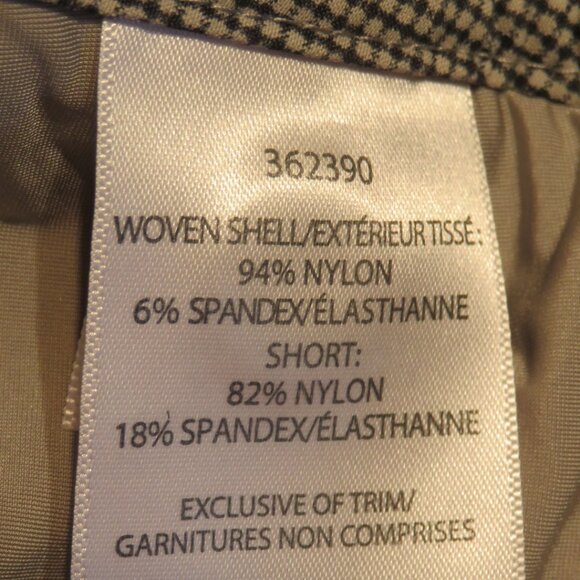 362390
WOVEN SHELL/EXTÉRIEUR TISSÉ:
94% NYLON
6% SPANDEX/ÉLASTHANNE
SHORT:
82% NYLON
18% SPANDEX/ÉLASTHANNE
EXCLUSIVE OF TRIM/
GARNITURES NON COMPRISES